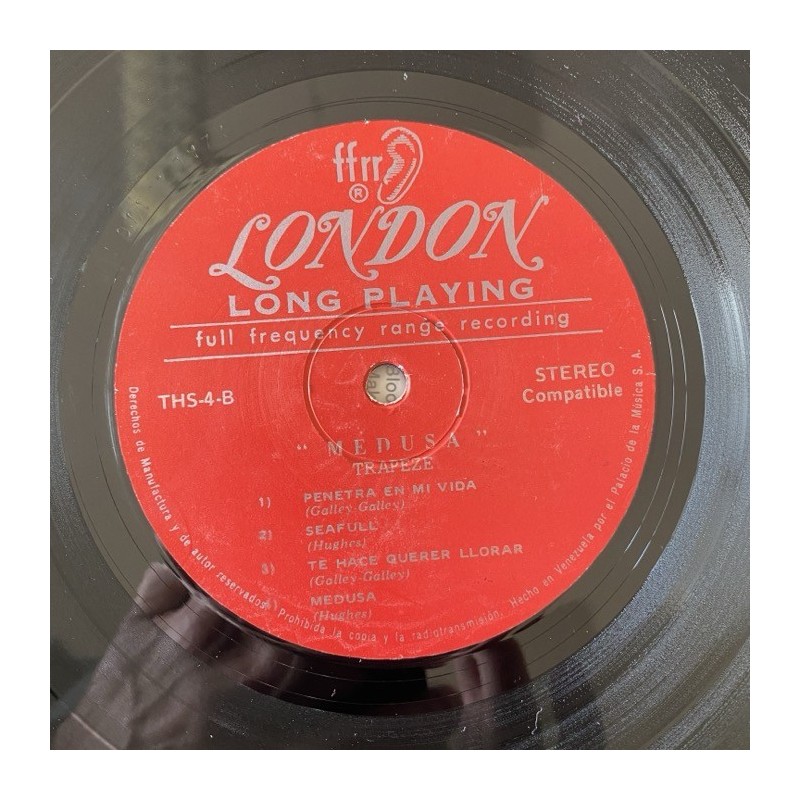 ffrr
®
LONDON
LONG PLAYING
full frequency range recording
THS-4-B
STEREO
Compatible
" MEDUSA "
TRAPEZE
1) PENETRA EN MI VIDA
(Galley-Galley)
2) SEAFULL
(Hughes)
3) TE HACE QUERER LLORAR
(Galley-Galley)
MEDUSA
(Hughes)
Derechos de Manufactura y de autor reservados. Prohibida la copia y la radiotransmisión, Hecho en Venezuela por el Palacio de la Música S. A.